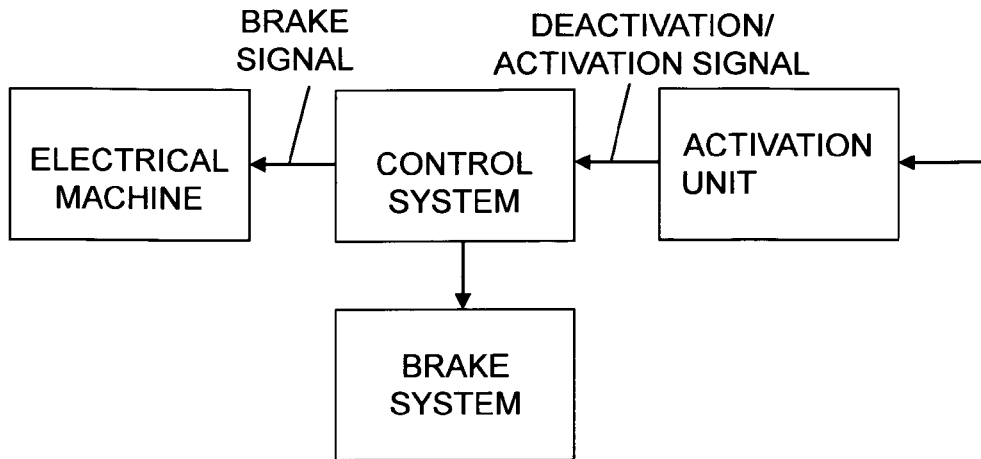 BRAKE
SIGNAL
DEACTIVATION/
ACTIVATION SIGNAL
ELECTRICAL
MACHINE
CONTROL
SYSTEM
ACTIVATION
UNIT
BRAKE
SYSTEM